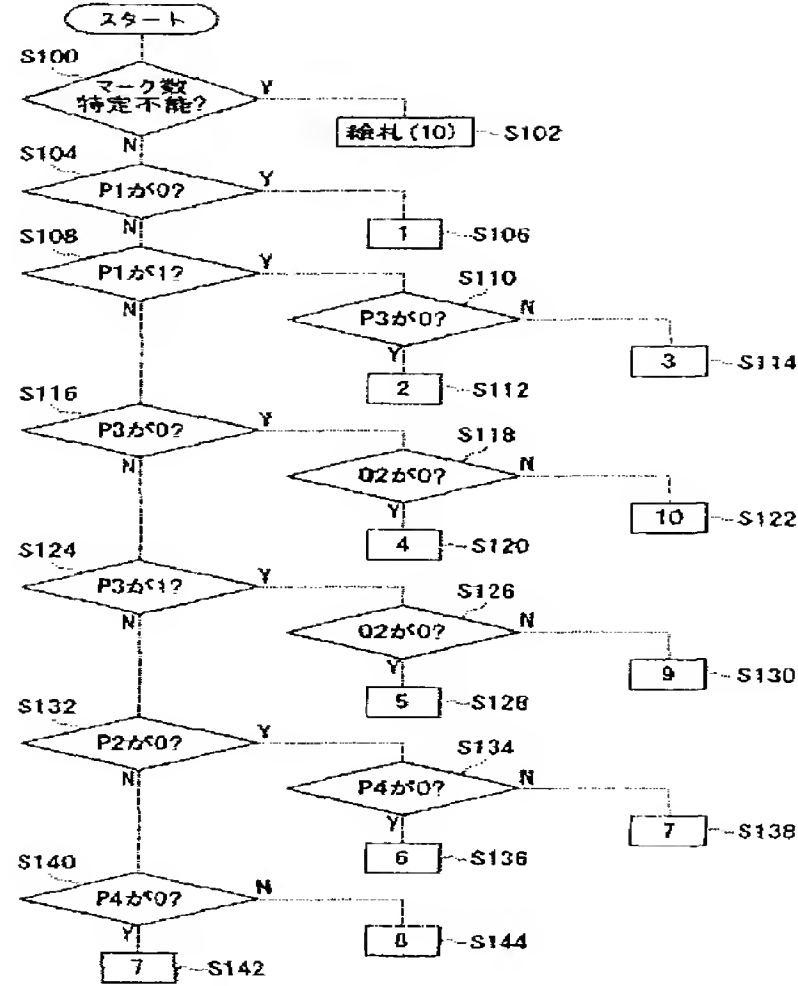 スタート
S100
マーク数
特定不能?
Y
N
絵札(10)
S102
S104
P1が0?
Y
N
1
S106
S108
P1が1?
Y
N
S110
P3が0?
N
Y
3
S114
2
S112
S116
P3が0?
Y
N
S118
Q2が0?
N
Y
10
S122
4
S120
S124
P3が1?
Y
N
S126
Q2が0?
N
Y
9
S130
5
S128
S132
P2が0?
Y
N
S134
P4が0?
N
Y
7
S138
6
S136
S140
P4が0?
N
Y
8
S144
7
S142